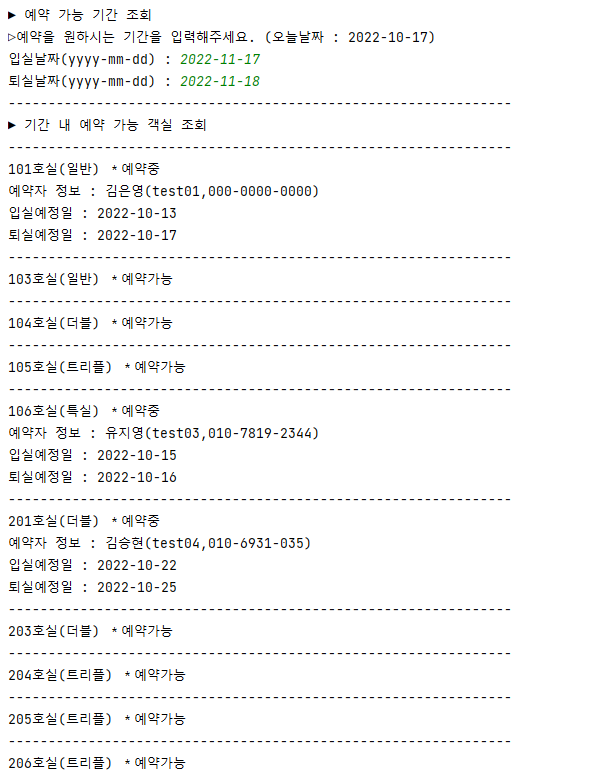 ▶ 예약 가능 기간 조회
▷예약을 원하시는 기간을 입력해주세요. (오늘날짜 : 2022-10-17)
입실날짜(yyyy-mm-dd) : 2022-11-17
퇴실날짜(yyyy-mm-dd) : 2022-11-18
---------------------------------------------------------------
▶ 기간 내 예약 가능 객실 조회
---------------------------------------------------------------
101호실(일반) *예약중
예약자 정보 : 김은영(test01,000-0000-0000)
입실예정일 : 2022-10-13
퇴실예정일 : 2022-10-17
---------------------------------------------------------------
103호실(일반) *예약가능
---------------------------------------------------------------
104호실(더블) *예약가능
---------------------------------------------------------------
105호실(트리플) *예약가능
---------------------------------------------------------------
106호실(특실) *예약중
예약자 정보 : 유지영(test03,010-7819-2344)
입실예정일 : 2022-10-15
퇴실예정일 : 2022-10-16
---------------------------------------------------------------
201호실(더블) *예약중
예약자 정보 : 김승현(test04,010-6931-035)
입실예정일 : 2022-10-22
퇴실예정일 : 2022-10-25
---------------------------------------------------------------
203호실(더블) *예약가능
---------------------------------------------------------------
204호실(트리플) *예약가능
---------------------------------------------------------------
205호실(트리플) *예약가능
---------------------------------------------------------------
206호실(트리플) *예약가능